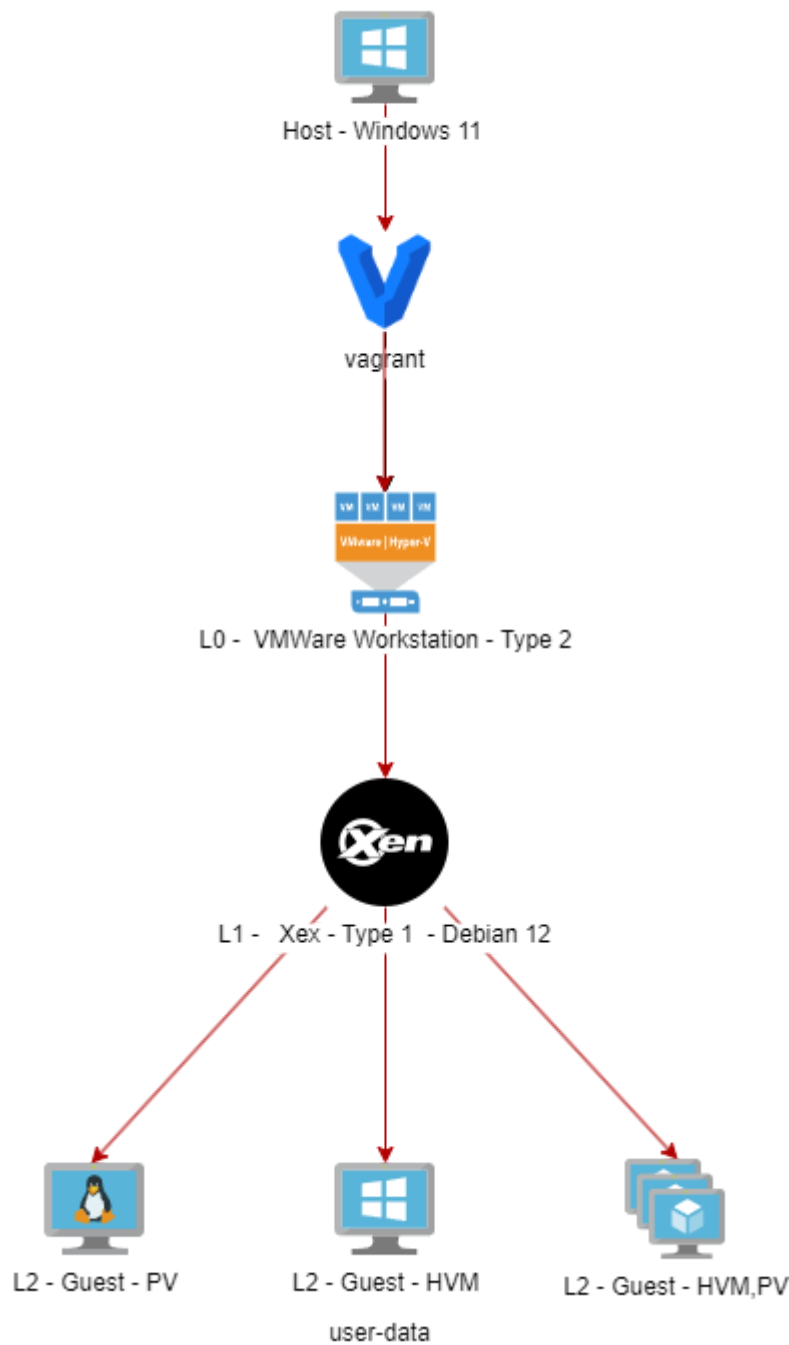 Host - Windows 11
vagrant
VM VM VM VM
VMware | Hyper-V
L0 - VMWare Workstation - Type 2
Xen
L1 - Xex - Type 1 - Debian 12
L2 - Guest - PV
L2 - Guest - HVM
L2 - Guest - HVM,PV
user-data